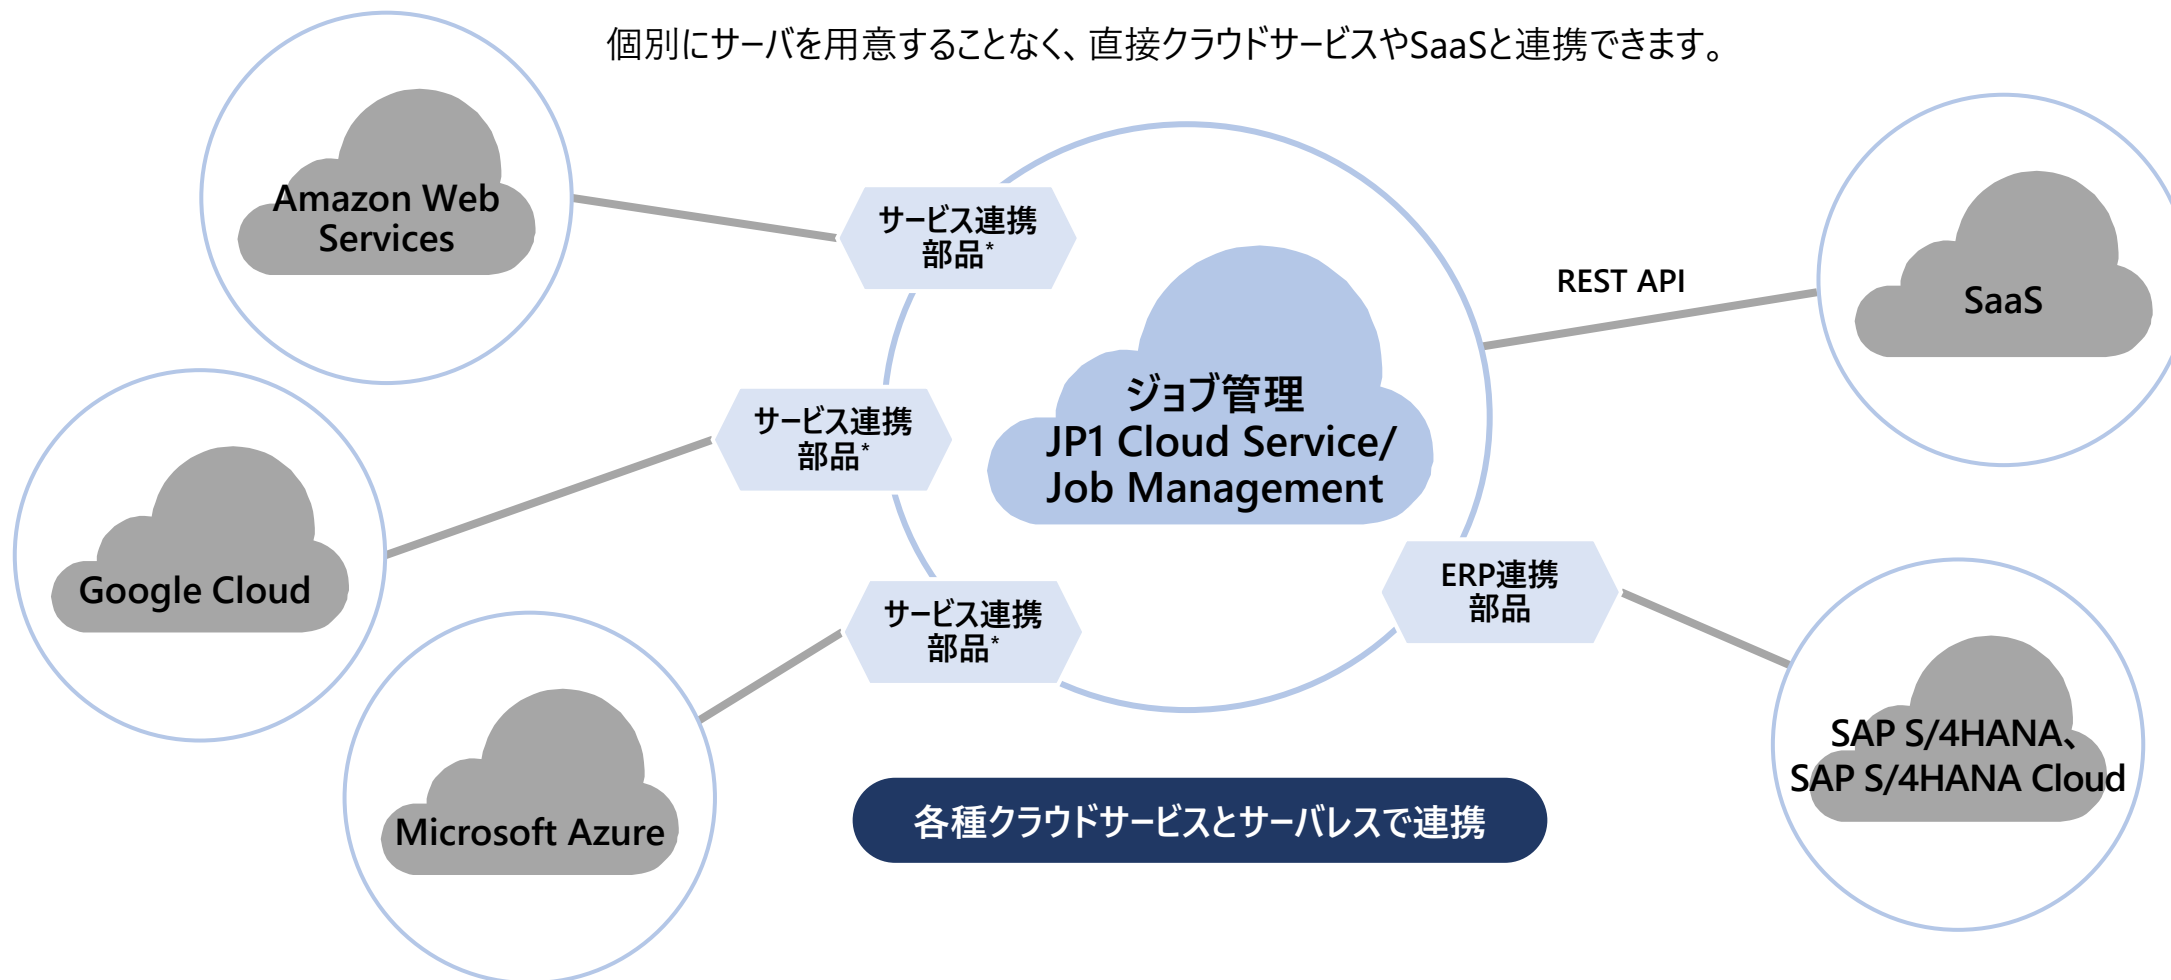 個別にサーバを用意することなく、直接クラウドサービスやSaaSと連携できます。
Amazon Web
Services
サービス連携
部品*
REST API
SaaS
ジョブ管理
JP1 Cloud Service/
Job Management
サービス連携
部品*
Google Cloud
サービス連携
部品*
ERP連携
部品
Microsoft Azure
SAP S/4HANA、
SAP S/4HANA Cloud
各種クラウドサービスとサーバレスで連携